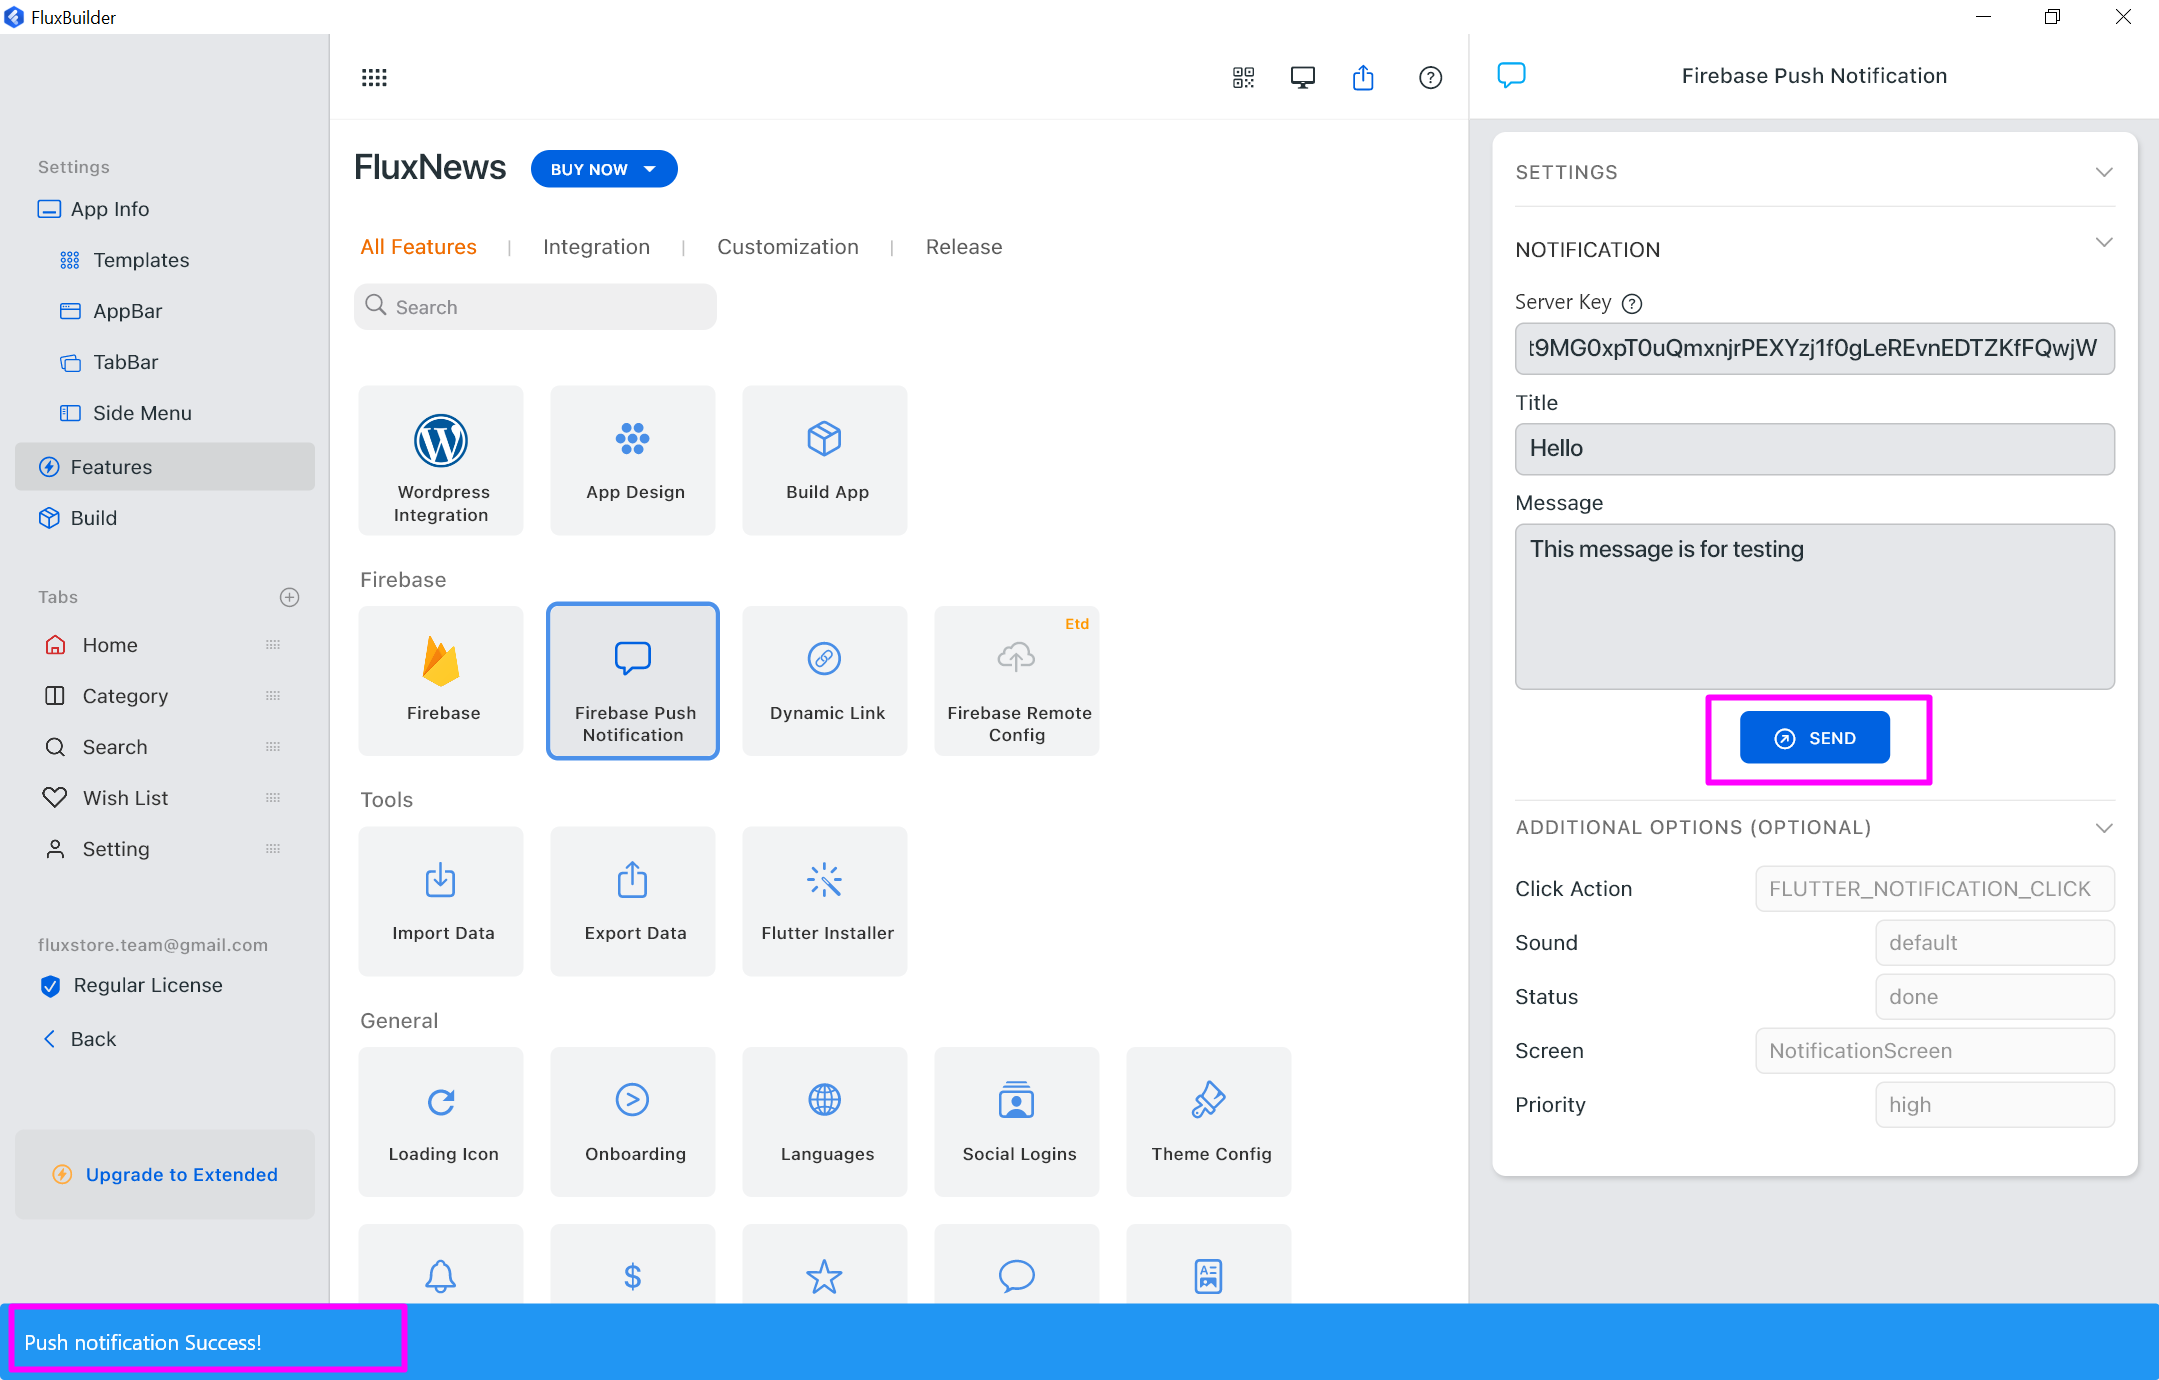 FluxBuilder
Settings
App Info
Templates
AppBar
TabBar
Side Menu
Features
Build
Tabs
Home
Category
Search
Wish List
Setting
fluxstore.team@gmail.com
Regular License
Back
Upgrade to Extended
FluxNews
BUY NOW
All Features | Integration | Customization | Release
Search
Wordpress
Integration
App Design
Build App
Firebase
Firebase
Firebase Push
Notification
Dynamic Link
Etd
Firebase Remote
Config
Tools
Import Data
Export Data
Flutter Installer
General
Loading Icon
Onboarding
Languages
Social Logins
Theme Config
Firebase Push Notification
SETTINGS
NOTIFICATION
Server Key
t9MG0xpT0uQmxnjrPEXYzj1f0gLeREvnEDTZKfFQwjW
Title
Hello
Message
This message is for testing
SEND
ADDITIONAL OPTIONS (OPTIONAL)
Click Action FLUTTER_NOTIFICATION_CLICK
Sound default
Status done
Screen NotificationScreen
Priority high
Push notification Success!